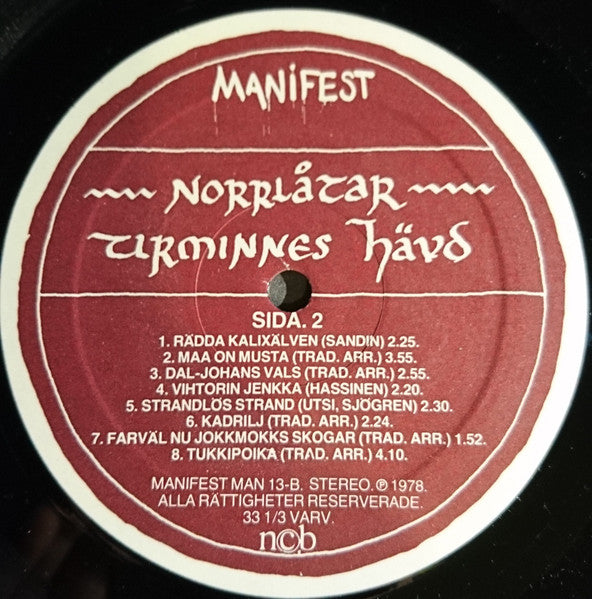 MANIFEST
NORRLÅTAR
URMINNES HÄVD
SIDA. 2
1. RÄDDA KALIXÄLVEN (SANDIN) 2.25.
2. MAA ON MUSTA (TRAD. ARR.) 3.55.
3. DAL-JOHANS VALS (TRAD. ARR.) 2.55.
4. VIHTORIN JENKKA (HASSINEN) 2.20.
5. STRANDLÖS STRAND (UTSI, SJÖGREN) 2.30.
6. KADRILJ (TRAD. ARR.) 2.24.
7. FARVÄL NU JOKKMOKKS SKOGAR (TRAD. ARR.) 1.52.
8. TUKKIPOIKA (TRAD. ARR.) 4.10.
MANIFEST MAN 13-B. STEREO. ℗ 1978.
ALLA RÄTTIGHETER RESERVERADE.
33 1/3 VARV.
n©b